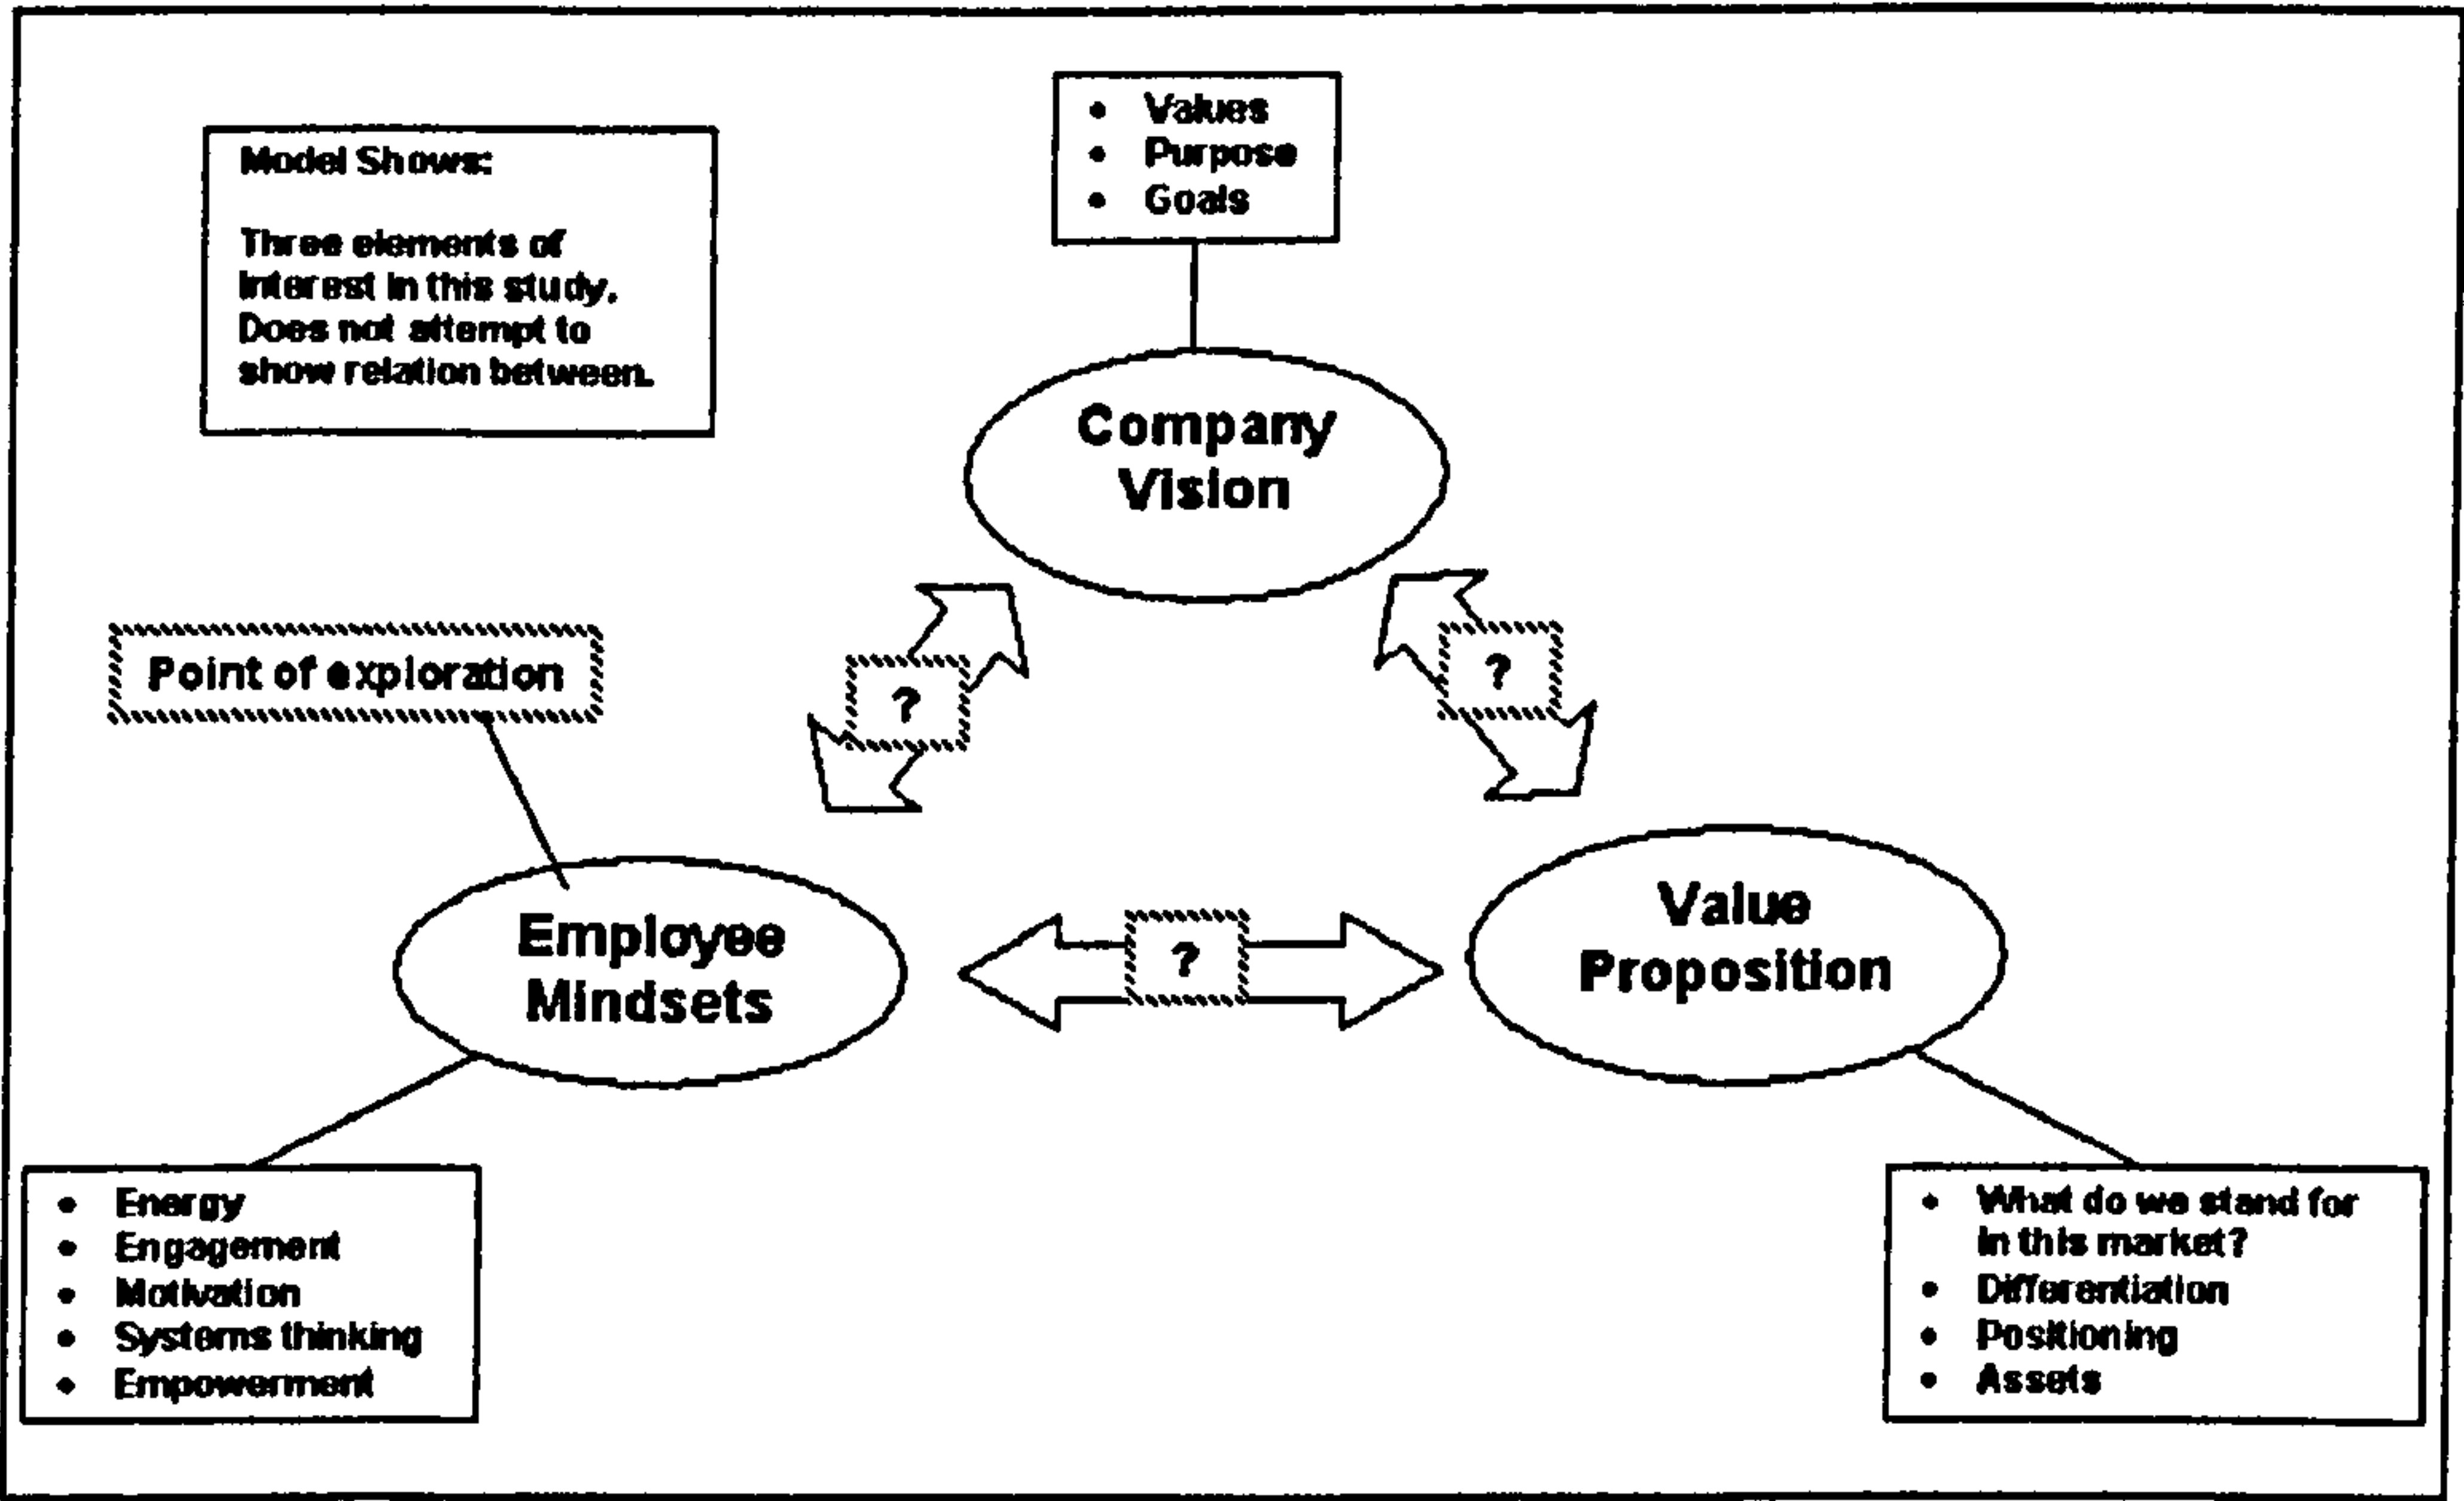 Values
Purpose
Goals
Model Shows:
Three elements of
interest in this study.
Does not attempt to
show relation between.
Company
Vision
Point of exploration
?
?
Employee
Mindsets
?
Value
Proposition
Energy
Engagement
Motivation
Systems thinking
Empowerment
What do we stand for
in this market?
Differentiation
Positioning
Assets